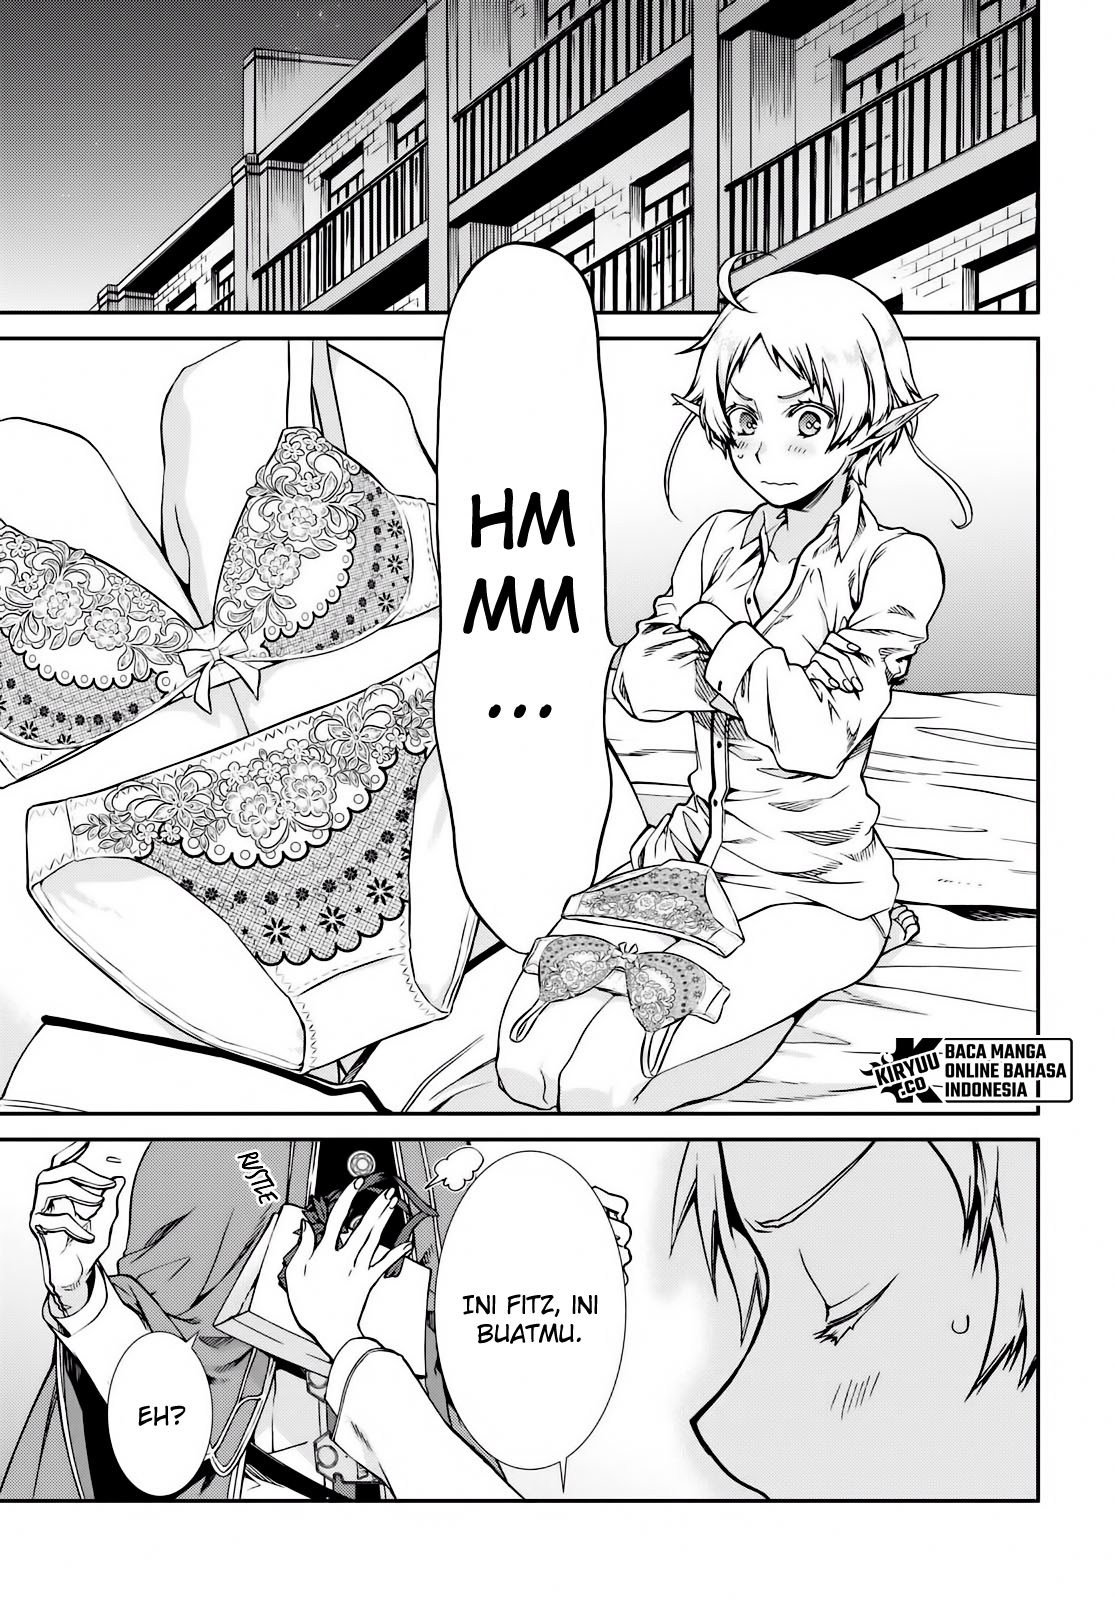 HM
MM
...
KIRYUU
.CO
BACA MANGA
ONLINE BAHASA
INDONESIA
RUSTLE
INI FITZ, INI
BUATMU.
EH?